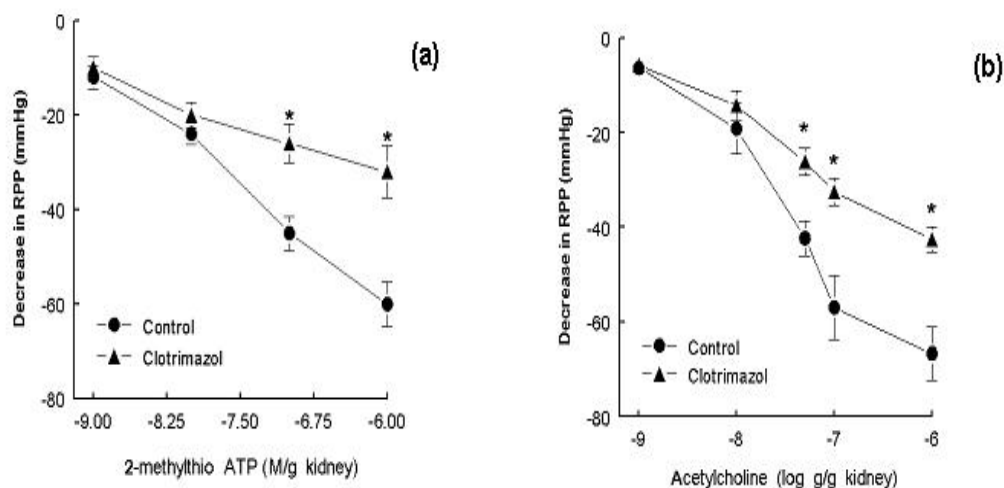 (a)
Decrease in RPP (mmHg)
0
-20
-40
-60
-80
Control
Clotrimazol
*
*
-9.00 -8.25 -7.50 -6.75 -6.00
2-methylthio ATP (M/g kidney)
(b)
Decrease in RPP (mmHg)
0
-20
-40
-60
-80
Control
Clotrimazol
*
*
*
-9 -8 -7 -6
Acetylcholine (log g/g kidney)